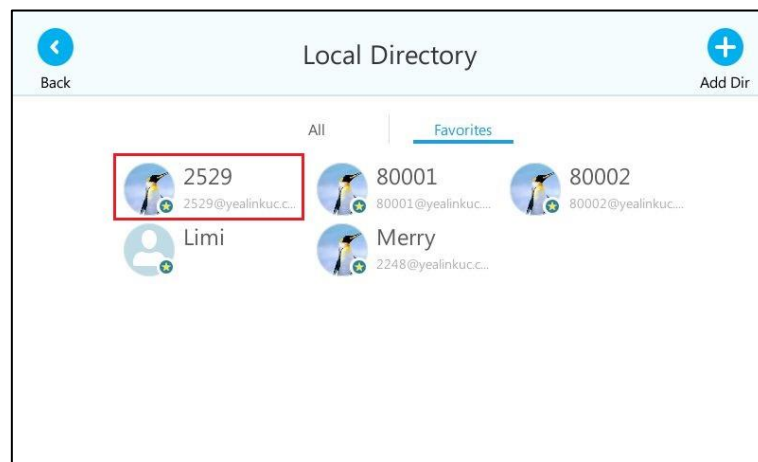 Local Directory
Back
Add Dir
All
Favorites
2529
80001
80002
2529@yealinkuc.c...
80001@yealinkuc....
80002@yealinkuc....
Limi
Merry
2248@yealinkuc.c...